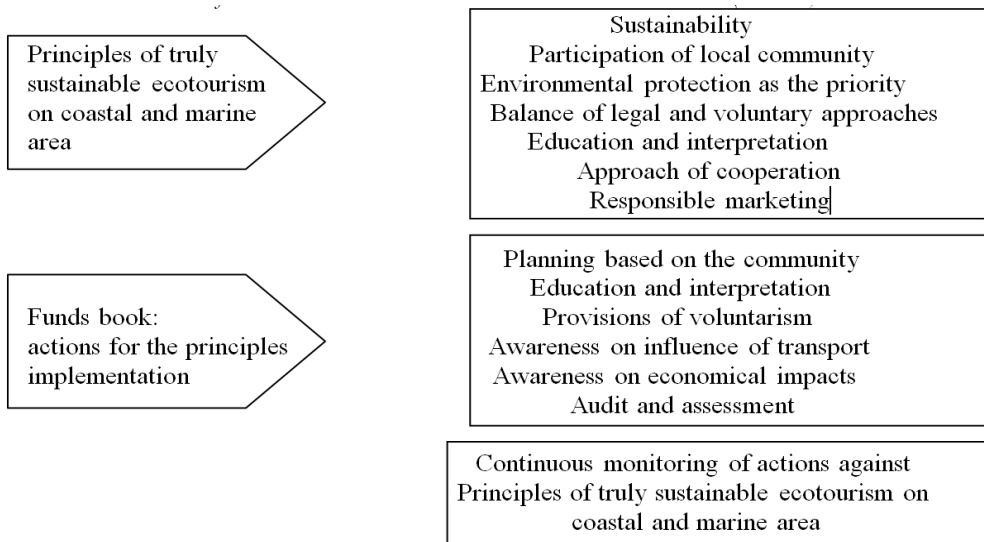 Principles of truly
sustainable ecotourism
on coastal and marine
area
Sustainability
Participation of local community
Environmental protection as the priority
Balance of legal and voluntary approaches
Education and interpretation
Approach of cooperation
Responsible marketing
Funds book:
actions for the principles
implementation
Planning based on the community
Education and interpretation
Provisions of voluntarism
Awareness on influence of transport
Awareness on economical impacts
Audit and assessment
Continuous monitoring of actions against
Principles of truly sustainable ecotourism on
coastal and marine area